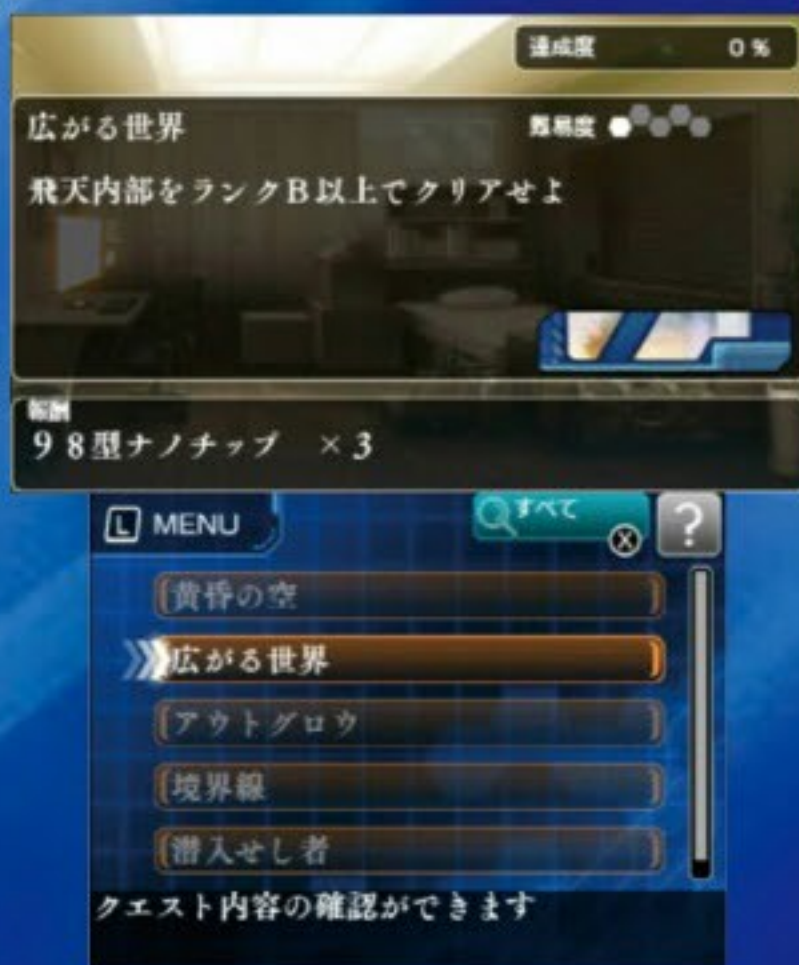 達成度 0%
広がる世界 難易度
飛天内部をランクB以上でクリアせよ
報酬
98型ナノチップ ×3
L MENU すべて X ?
黄昏の空
広がる世界
アウトグロウ
境界線
潜入せし者
クエスト内容の確認ができます